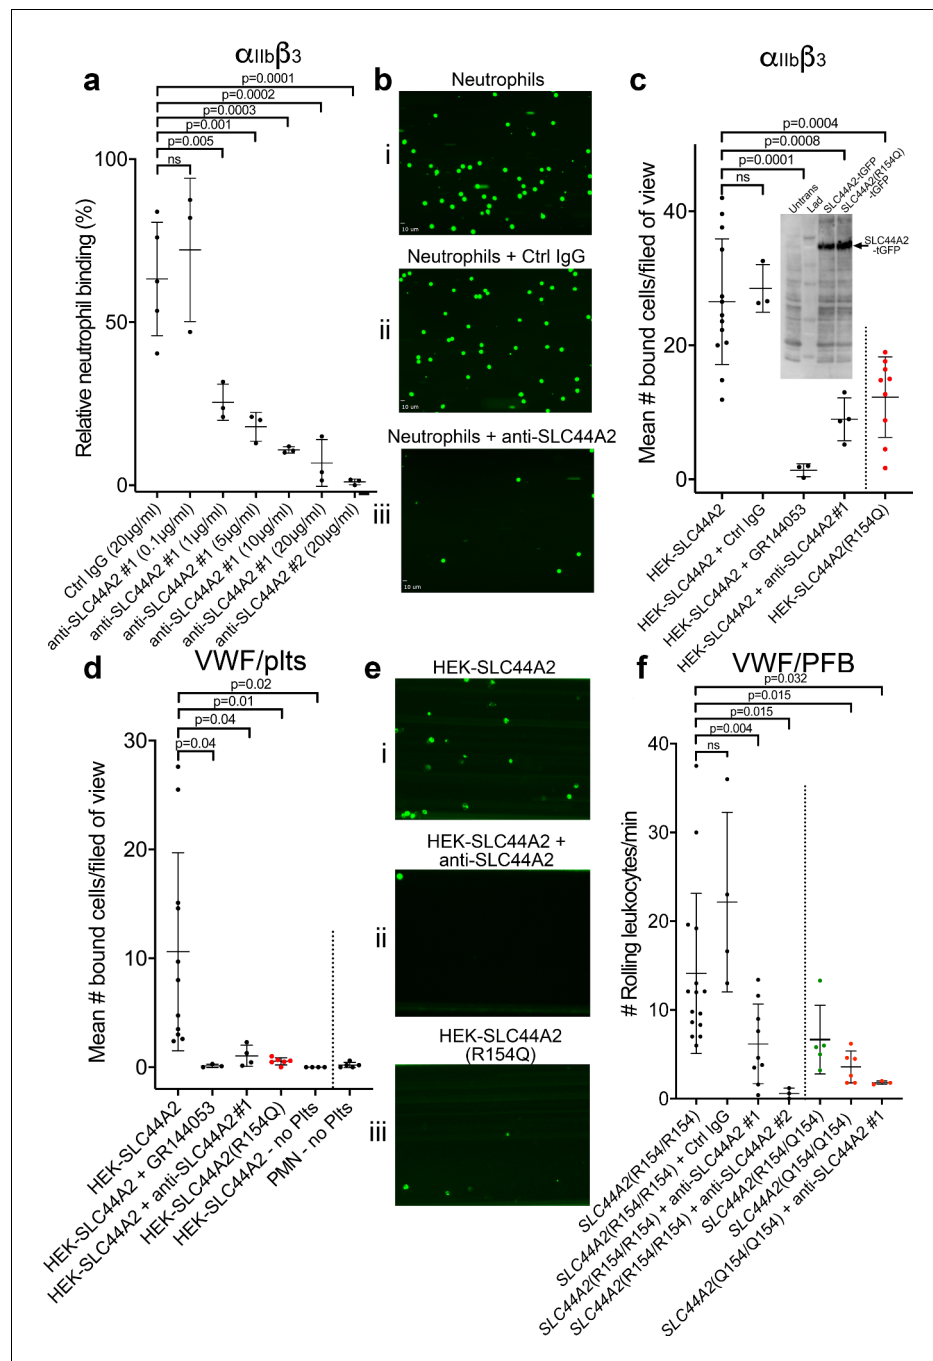 a
αIIbβ3
p=0.0001
p=0.0002
p=0.0003
p=0.001
p=0.005
ns
Relative neutrophil binding (%)
100
50
0
Ctrl IgG (20µg/ml)
anti-SLC44A2 #1 (0.1µg/ml)
anti-SLC44A2 #1 (1µg/ml)
anti-SLC44A2 #1 (5µg/ml)
anti-SLC44A2 #1 (10µg/ml)
anti-SLC44A2 #1 (20µg/ml)
anti-SLC44A2 #2 (20µg/ml)
b
Neutrophils
i
10 um
Neutrophils + Ctrl IgG
ii
10 um
Neutrophils + anti-SLC44A2
iii
10 um
c
αIIbβ3
p=0.0004
p=0.0008
p=0.0001
ns
Mean # bound cells/filed of view
40
20
0
Untrans
Lad
SLC44A2-tGFP
SLC44A2(R154Q)
-tGFP
SLC44A2
-tGFP
HEK-SLC44A2
HEK-SLC44A2 + Ctrl IgG
HEK-SLC44A2 + GR144053
HEK-SLC44A2 + anti-SLC44A2#1
HEK-SLC44A2(R154Q)
d
VWF/plts
p=0.02
p=0.01
p=0.04
p=0.04
Mean # bound cells/filed of view
30
20
10
0
HEK-SLC44A2
HEK-SLC44A2 + GR144053
HEK-SLC44A2 + anti-SLC44A2#1
HEK-SLC44A2(R154Q)
HEK-SLC44A2 - no Plts
PMN - no Plts
e
HEK-SLC44A2
i
HEK-SLC44A2 +
anti-SLC44A2
ii
HEK-SLC44A2
(R154Q)
iii
f
VWF/PFB
p=0.032
p=0.015
p=0.015
p=0.004
ns
# Rolling leukocytes/min
40
30
20
10
0
SLC44A2(R154/R154)
SLC44A2(R154/R154) + Ctrl IgG
SLC44A2(R154/R154) + anti-SLC44A2 #1
SLC44A2(R154/R154) + anti-SLC44A2 #2
SLC44A2(R154/Q154)
SLC44A2(Q154/Q154)
SLC44A2(Q154/Q154) + anti-SLC44A2 #1